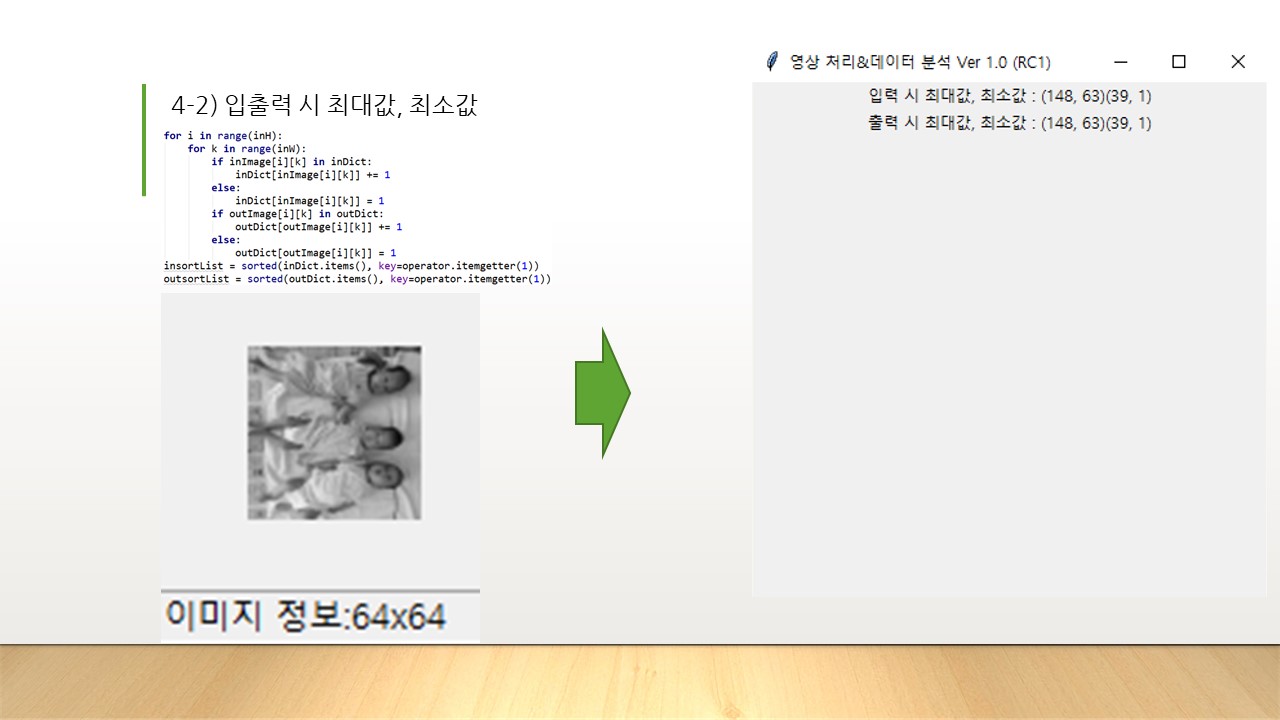 4-2) 입출력 시 최대값, 최소값
for i in range(inH):
    for k in range(inW):
        if inImage[i][k] in inDict:
            inDict[inImage[i][k]] += 1
        else:
            inDict[inImage[i][k]] = 1
        if outImage[i][k] in outDict:
            outDict[outImage[i][k]] += 1
        else:
            outDict[outImage[i][k]] = 1
insortList = sorted(inDict.items(), key=operator.itemgetter(1))
outsortList = sorted(outDict.items(), key=operator.itemgetter(1))
이미지 정보:64x64
영상 처리&데이터 분석 Ver 1.0 (RC1)
입력 시 최대값, 최소값 : (148, 63)(39, 1)
출력 시 최대값, 최소값 : (148, 63)(39, 1)